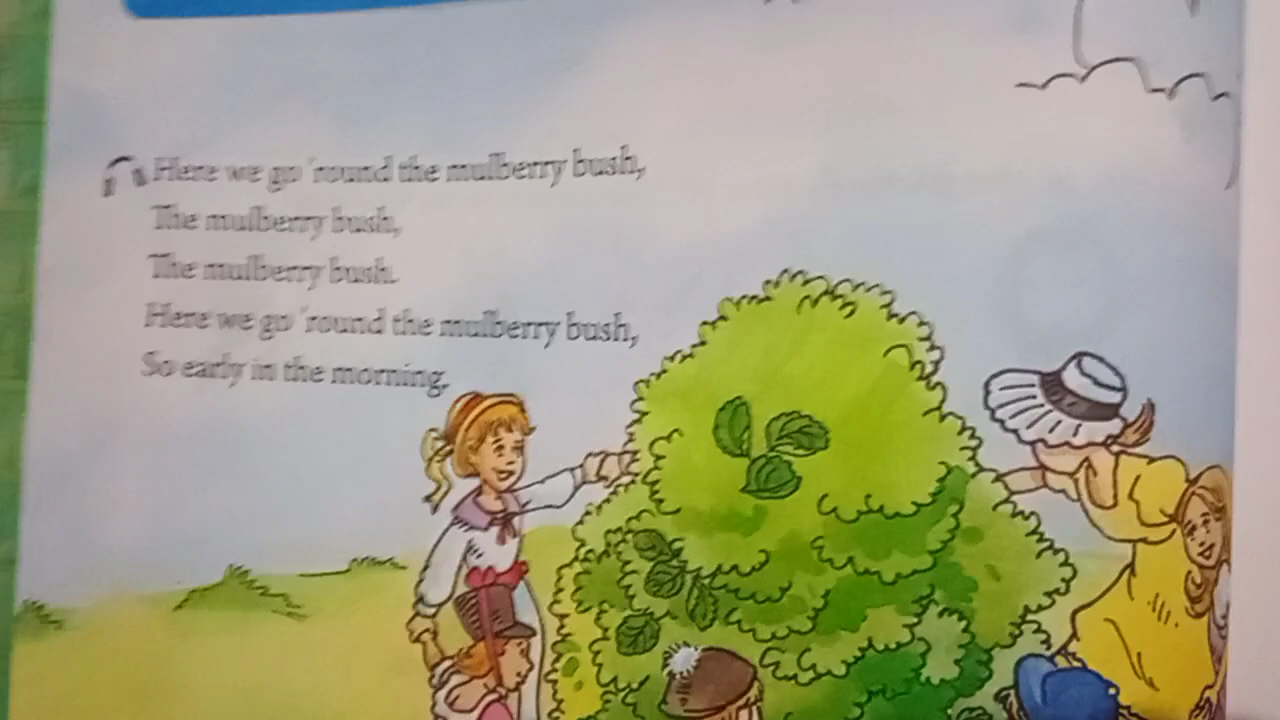 Here we go 'round the mulberry bush,
The mulberry bush,
The mulberry bush.
Here we go 'round the mulberry bush,
So early in the morning.